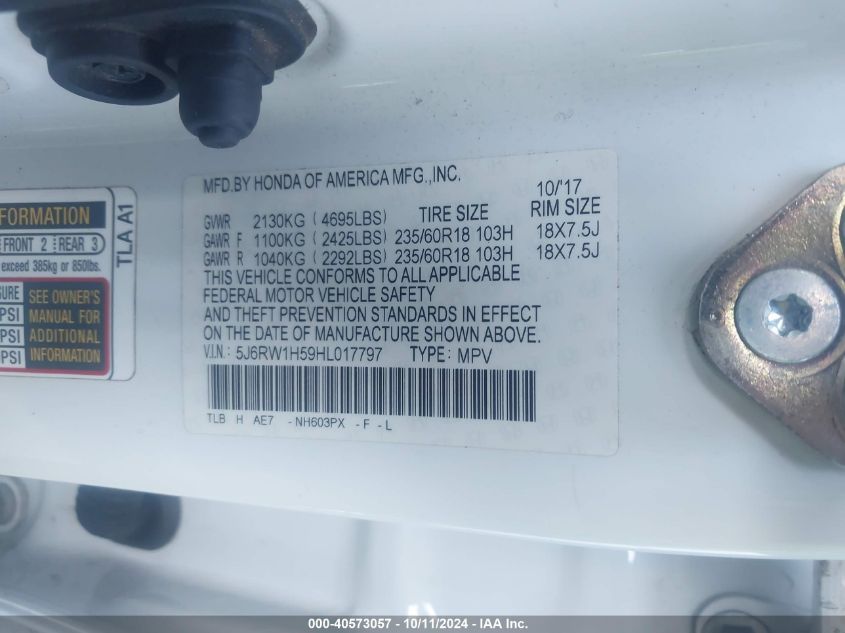 MFD.BY HONDA OF AMERICA MFG.,INC. 10/'17
GVWR 2130KG ( 4695LBS) TIRE SIZE RIM SIZE
GAWR F 1100KG ( 2425LBS) 235/60R18 103H 18X7.5J
GAWR R 1040KG ( 2292LBS) 235/60R18 103H 18X7.5J
THIS VEHICLE CONFORMS TO ALL APPLICABLE
FEDERAL MOTOR VEHICLE SAFETY
AND THEFT PREVENTION STANDARDS IN EFFECT
ON THE DATE OF MANUFACTURE SHOWN ABOVE.
V.I.N.: 5J6RW1H59HL017797 TYPE: MPV
TLB H AE7 -NH603PX -F -L
FRONT 2 REAR 3
exceed 385kg or 850lbs.
SEE OWNER'S
PSI MANUAL FOR
PSI ADDITIONAL
PSI INFORMATION
TLA A1
000-40573057 - 10/11/2024 - IAA Inc.